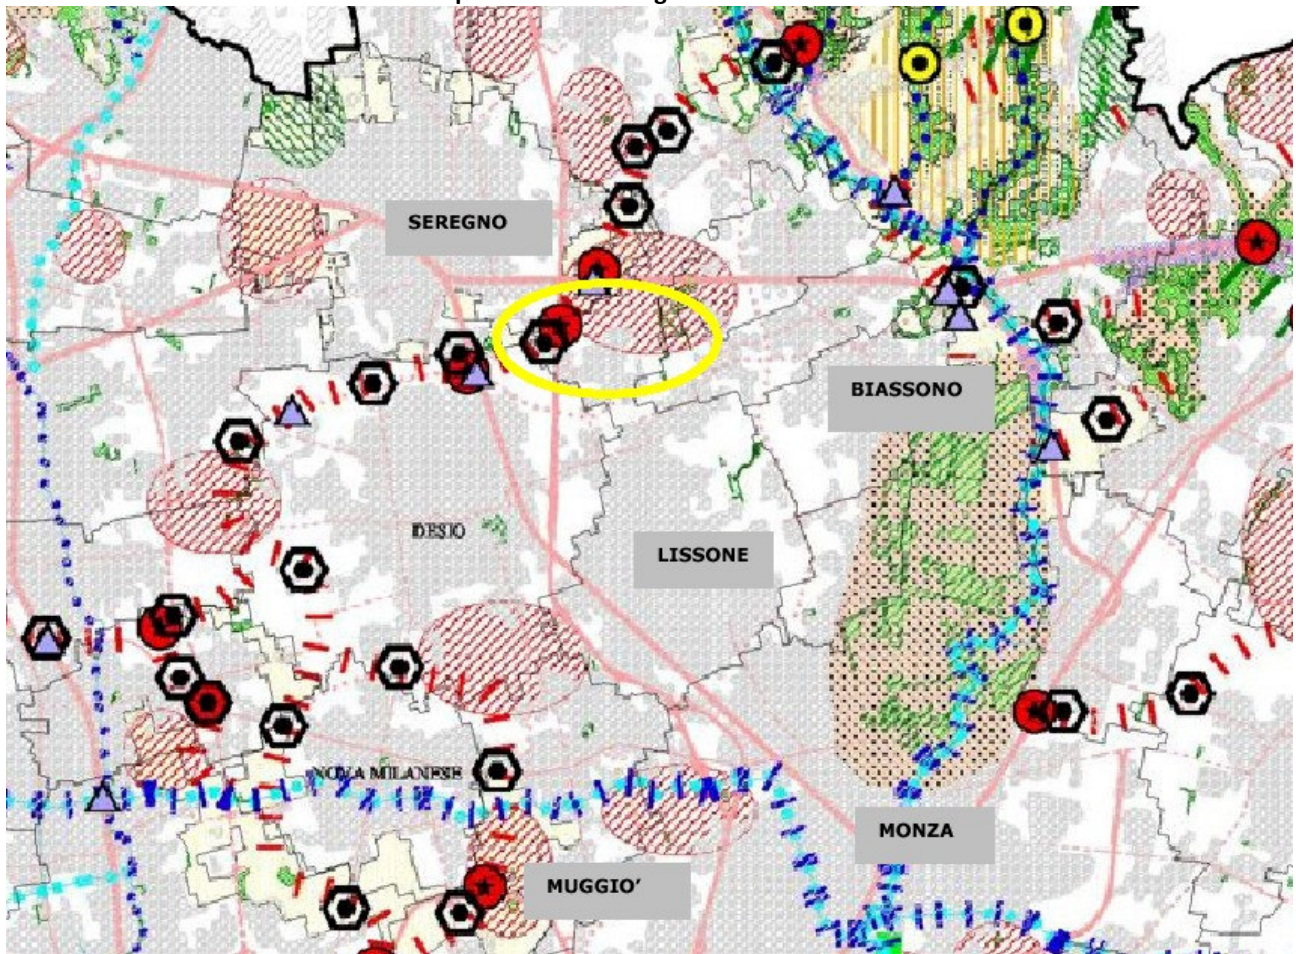 SEREGNO
BIASSONO
DESIO
LISSONE
NOVA MILANESE
MONZA
MUGGIO’